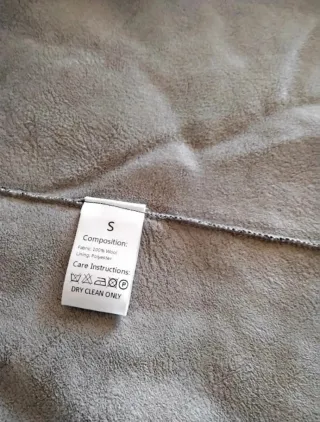 S
Composition:
Fabric: 100% Wool
Lining: Polyester
Care Instructions:
P
DRY CLEAN ONLY